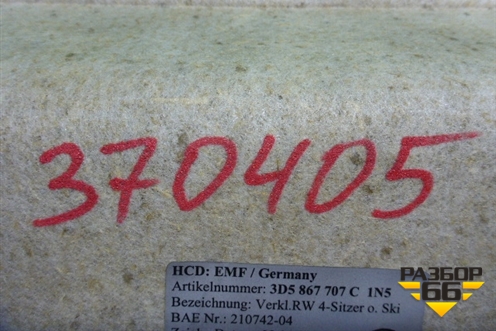 370405
HCD: EMF / Germany
Artikelnummer: 3D5 867 707 C 1N5
Bezeichnung: Verkl.RW 4-Sitzer o. Ski
BAE Nr.: 210742-04
РАЗБОР
66